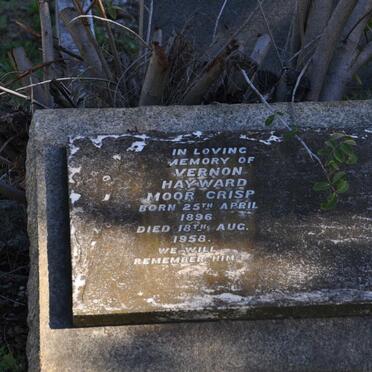 IN LOVING
MEMORY OF
VERNON
HAYWARD
MOOR CRISP
BORN 25TH APRIL
1896
DIED 18TH AUG.
1958.
WE WILL
REMEMBER HIM